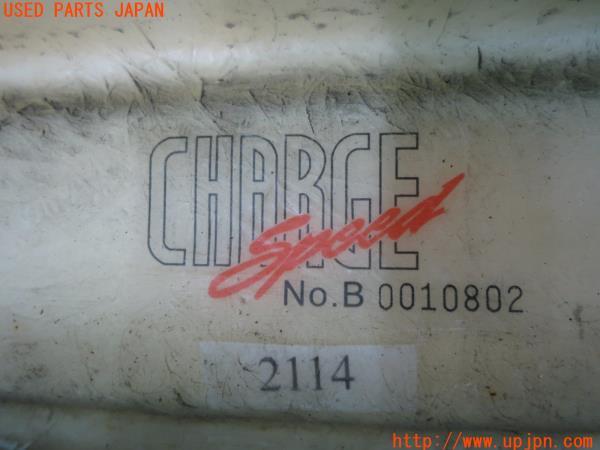 USED PARTS JAPAN
CHARGE
Speed
No.B 0010802
2114
http://www.upjpn.com